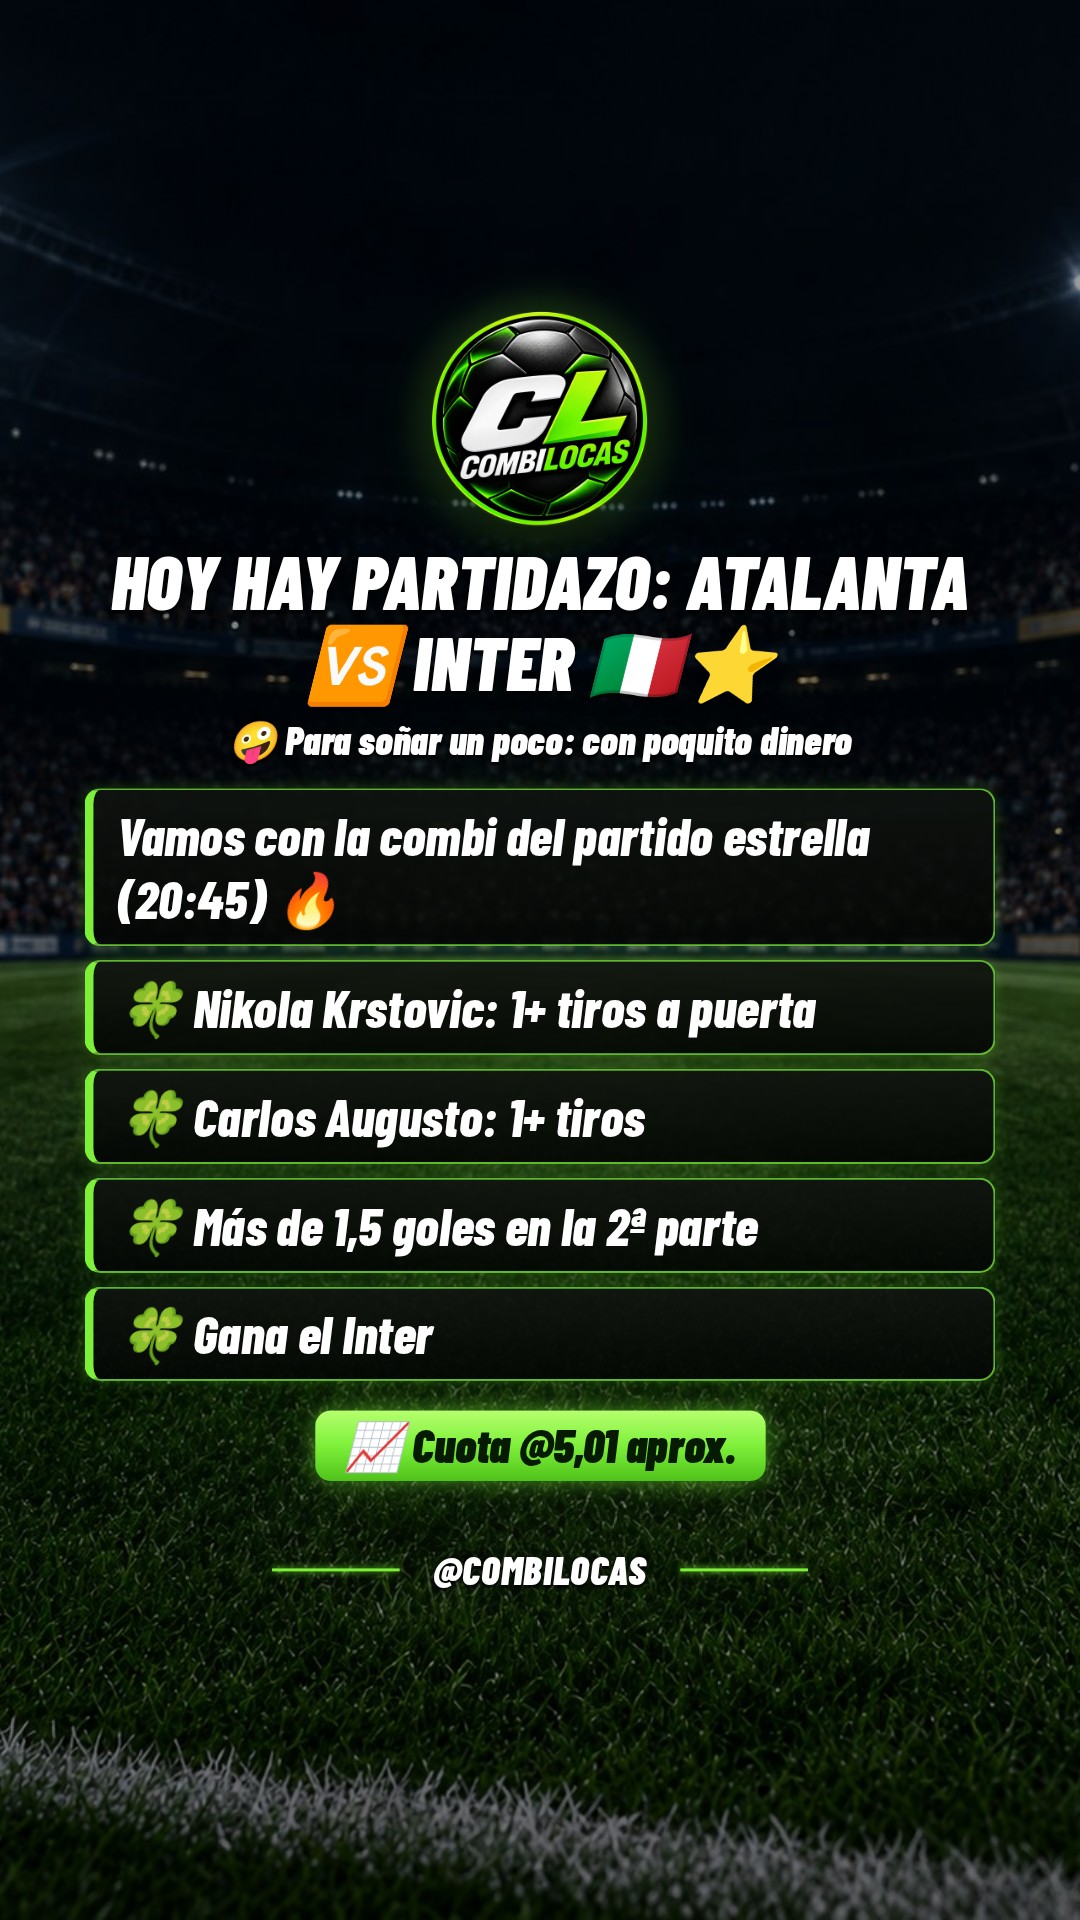 CL
COMBILOCAS
HOY HAY PARTIDAZO: ATALANTA
🆚 INTER 🇮🇹⭐
🤪 Para soñar un poco: con poquito dinero
Vamos con la combi del partido estrella
(20:45) 🔥
🍀 Nikola Krstovic: 1+ tiros a puerta
🍀 Carlos Augusto: 1+ tiros
🍀 Más de 1,5 goles en la 2ª parte
🍀 Gana el Inter
📈 Cuota @5,01 aprox.
@COMBILOCAS